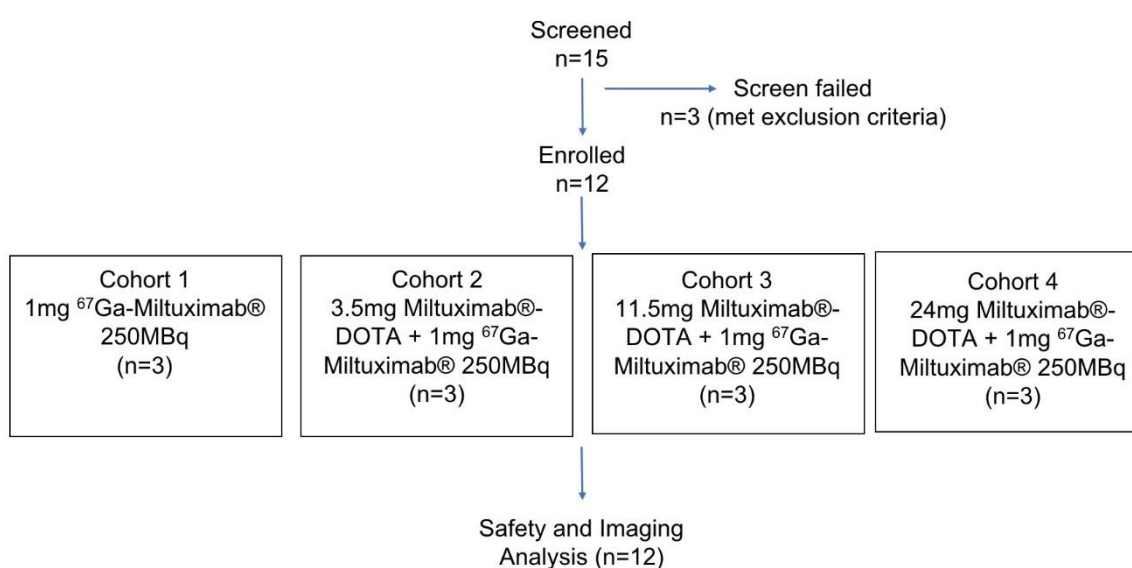 Screened
n=15
Screen failed
n=3 (met exclusion criteria)
Enrolled
n=12
Cohort 1
1mg ⁶⁷Ga-Miltuximab®
250MBq
(n=3)
Cohort 2
3.5mg Miltuximab®-
DOTA + 1mg ⁶⁷Ga-
Miltuximab® 250MBq
(n=3)
Cohort 3
11.5mg Miltuximab®-
DOTA + 1mg ⁶⁷Ga-
Miltuximab® 250MBq
(n=3)
Cohort 4
24mg Miltuximab®-
DOTA + 1mg ⁶⁷Ga-
Miltuximab® 250MBq
(n=3)
Safety and Imaging
Analysis (n=12)